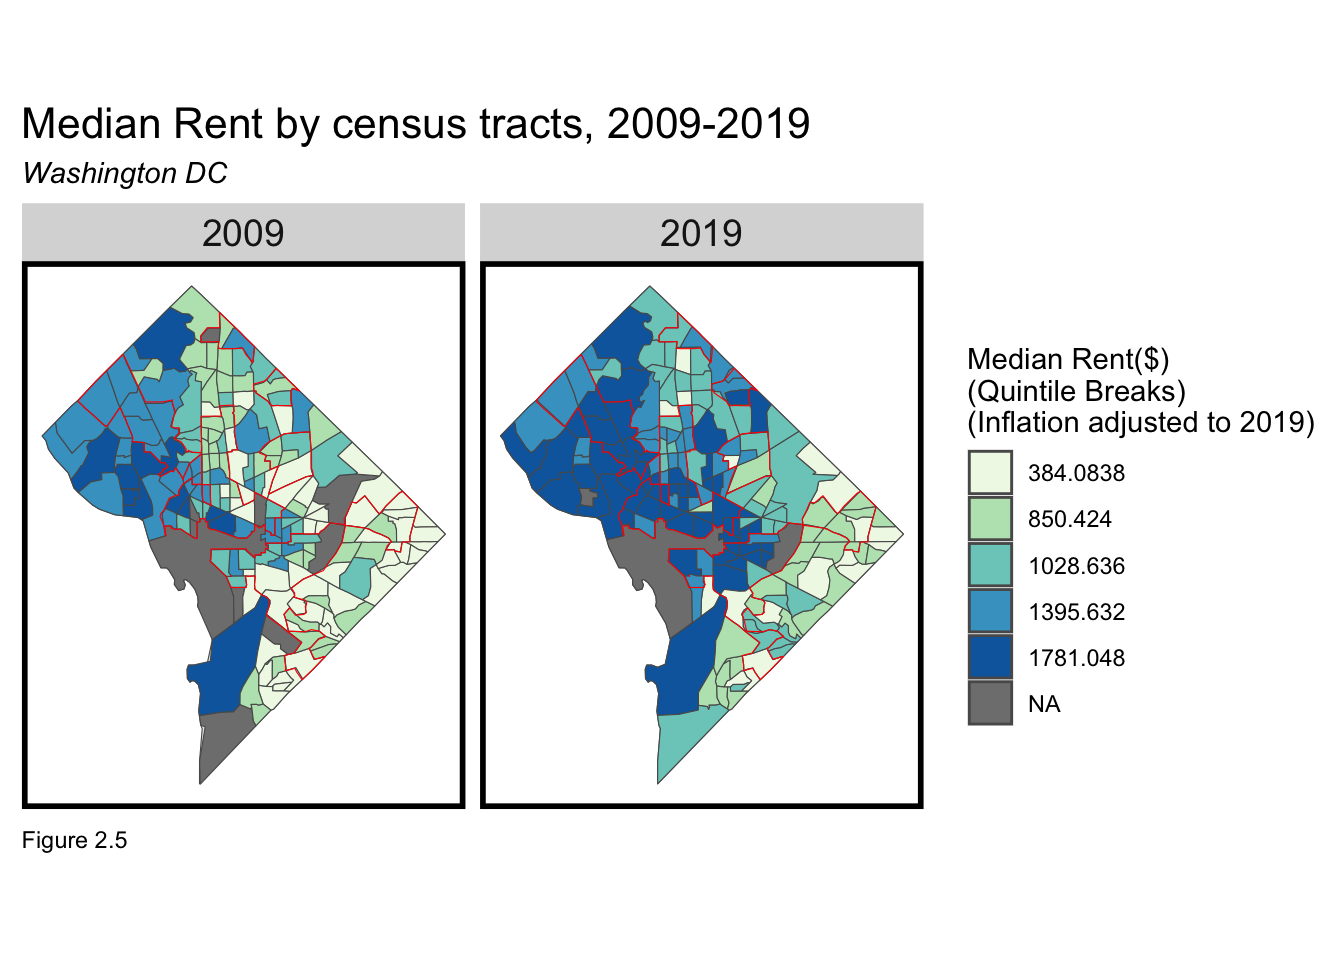 Median Rent by census tracts, 2009-2019
Washington DC
2009
2019
Median Rent($)
(Quintile Breaks)
(Inflation adjusted to 2019)
384.0838
850.424
1028.636
1395.632
1781.048
NA
Figure 2.5